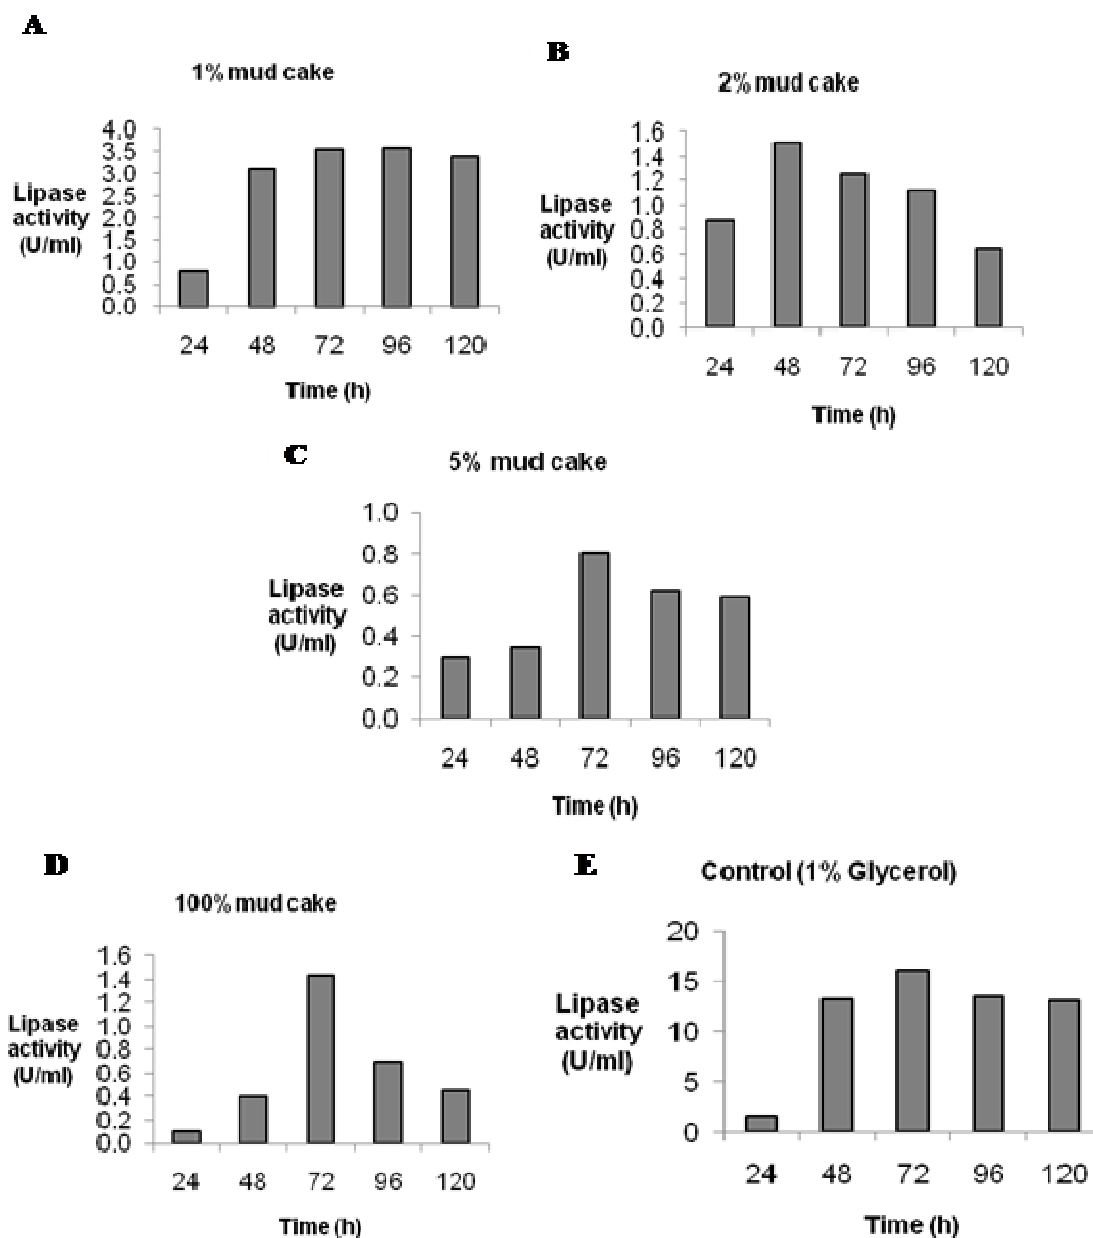 A
1% mud cake
4.0
3.5
3.0
2.5
2.0
1.5
1.0
0.5
0.0
Lipase
activity
(U/ml)
24 48 72 96 120
Time (h)
B
2% mud cake
1.6
1.4
1.2
1.0
0.8
0.6
0.4
0.2
0.0
Lipase
activity
(U/ml)
24 48 72 96 120
Time (h)
C
5% mud cake
1.0
0.8
0.6
0.4
0.2
0.0
Lipase
activity
(U/ml)
24 48 72 96 120
Time (h)
D
100% mud cake
1.6
1.4
1.2
1.0
0.8
0.6
0.4
0.2
0.0
Lipase
activity
(U/ml)
24 48 72 96 120
Time (h)
E
Control (1% Glycerol)
20
15
10
5
0
Lipase
activity
(U/ml)
24 48 72 96 120
Time (h)